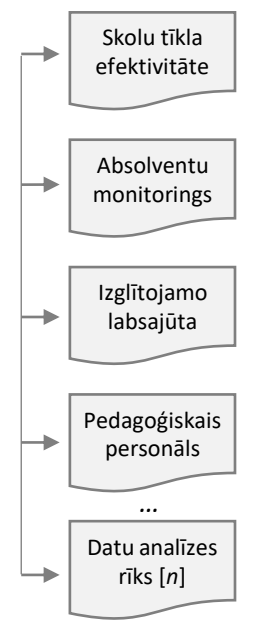 Skolu tīkla
efektivitāte
Absolventu
monitorings
Izglītojamo
labsajūta
Pedagoģiskais
personāls
...
Datu analīzes
rīks [n]